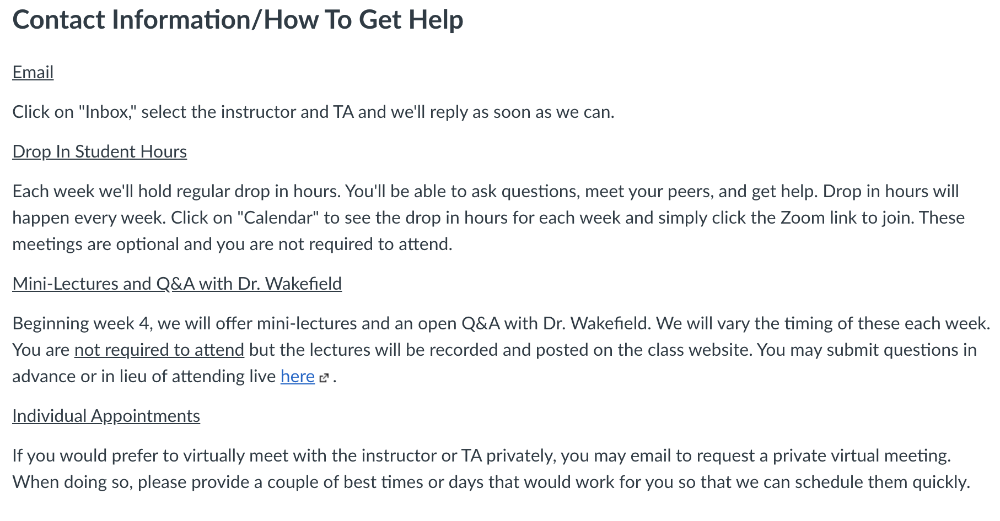 Contact Information/How To Get Help
Email
Click on "Inbox," select the instructor and TA and we'll reply as soon as we can.
Drop In Student Hours
Each week we'll hold regular drop in hours. You'll be able to ask questions, meet your peers, and get help. Drop in hours will
happen every week. Click on "Calendar" to see the drop in hours for each week and simply click the Zoom link to join. These
meetings are optional and you are not required to attend.
Mini-Lectures and Q&A with Dr. Wakefield
Beginning week 4, we will offer mini-lectures and an open Q&A with Dr. Wakefield. We will vary the timing of these each week.
You are not required to attend but the lectures will be recorded and posted on the class website. You may submit questions in
advance or in lieu of attending live here .
Individual Appointments
If you would prefer to virtually meet with the instructor or TA privately, you may email to request a private virtual meeting.
When doing so, please provide a couple of best times or days that would work for you so that we can schedule them quickly.